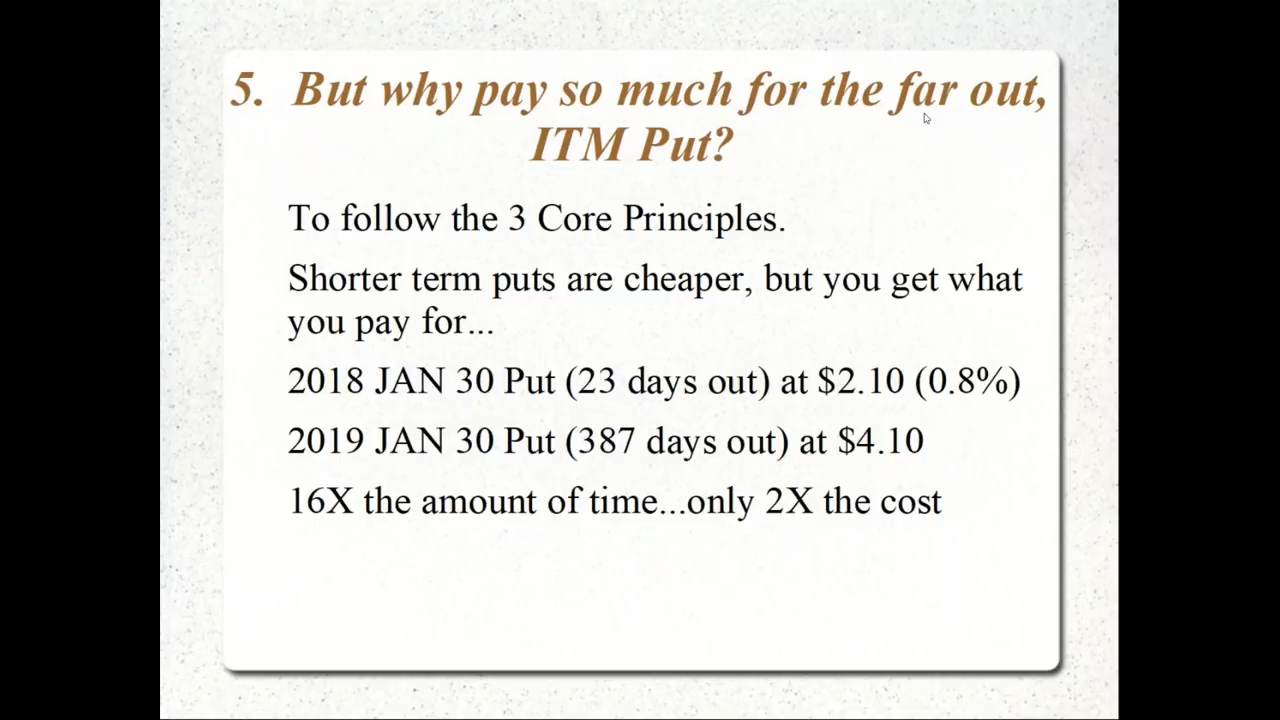 5. But why pay so much for the far out,
ITM Put?
To follow the 3 Core Principles.
Shorter term puts are cheaper, but you get what
you pay for...
2018 JAN 30 Put (23 days out) at $2.10 (0.8%)
2019 JAN 30 Put (387 days out) at $4.10
16X the amount of time...only 2X the cost